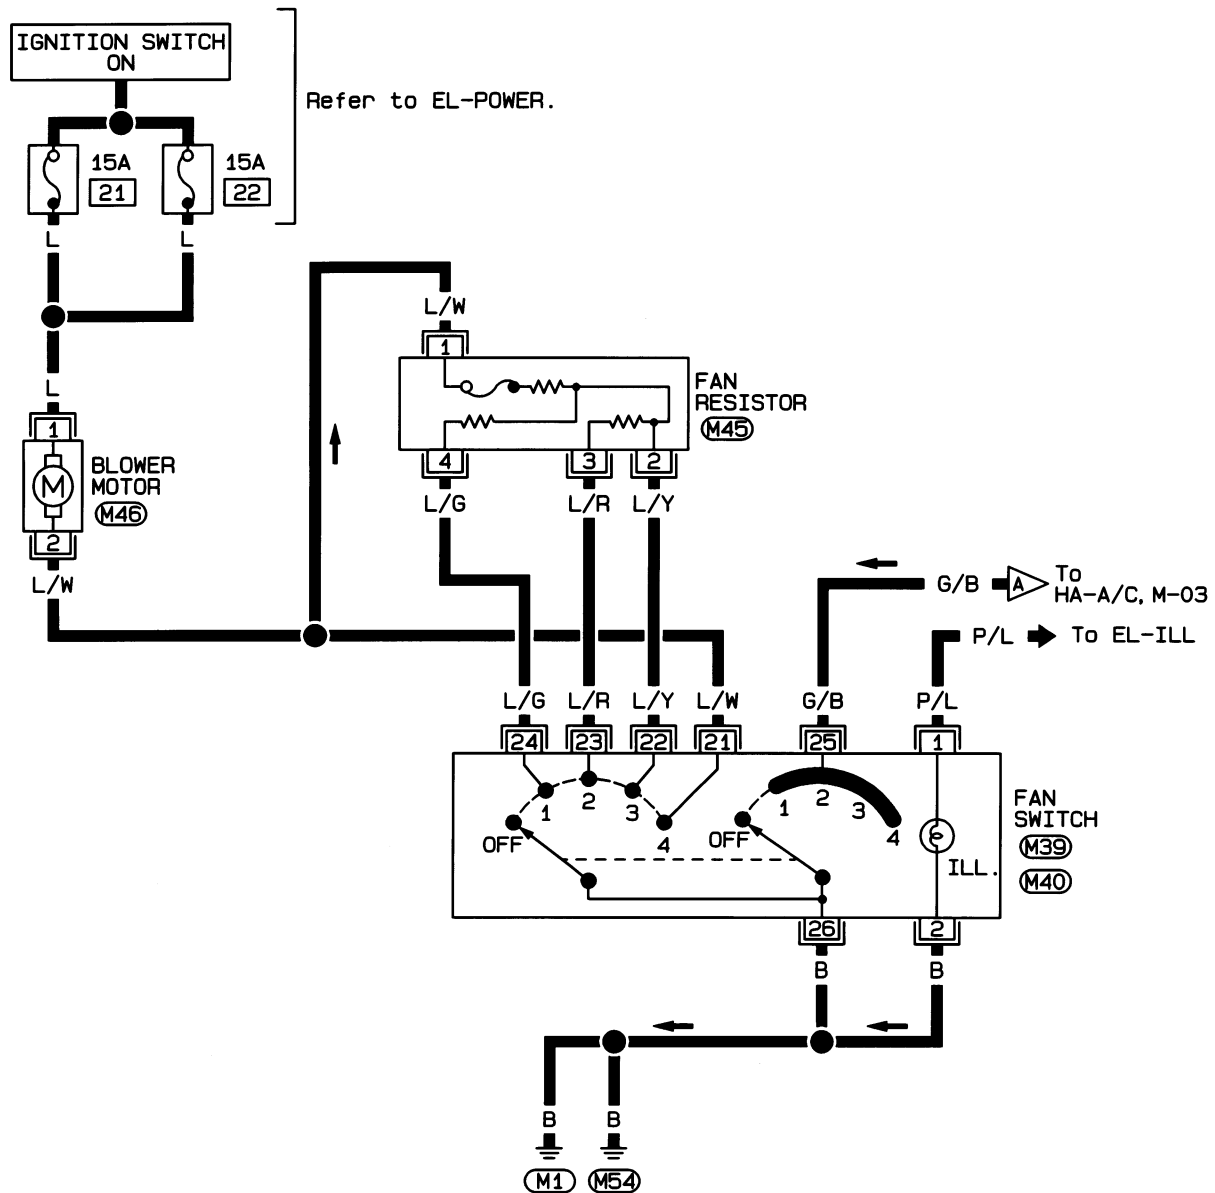 IGNITION SWITCH
ON
Refer to EL-POWER.
15A
21
15A
22
L
L
L/W
1
L
FAN
RESISTOR
M45
1
BLOWER
MOTOR
M46
M
4
3
2
L/G
L/R
L/Y
2
L/W
G/B
A
To
HA-A/C, M-03
P/L
To EL-ILL
L/G
L/R
L/Y
L/W
G/B
P/L
24
23
22
21
25
1
1
2
3
4
OFF
1
2
3
4
OFF
ILL.
FAN
SWITCH
M39
M40
26
2
B
B
B
B
M1
M54